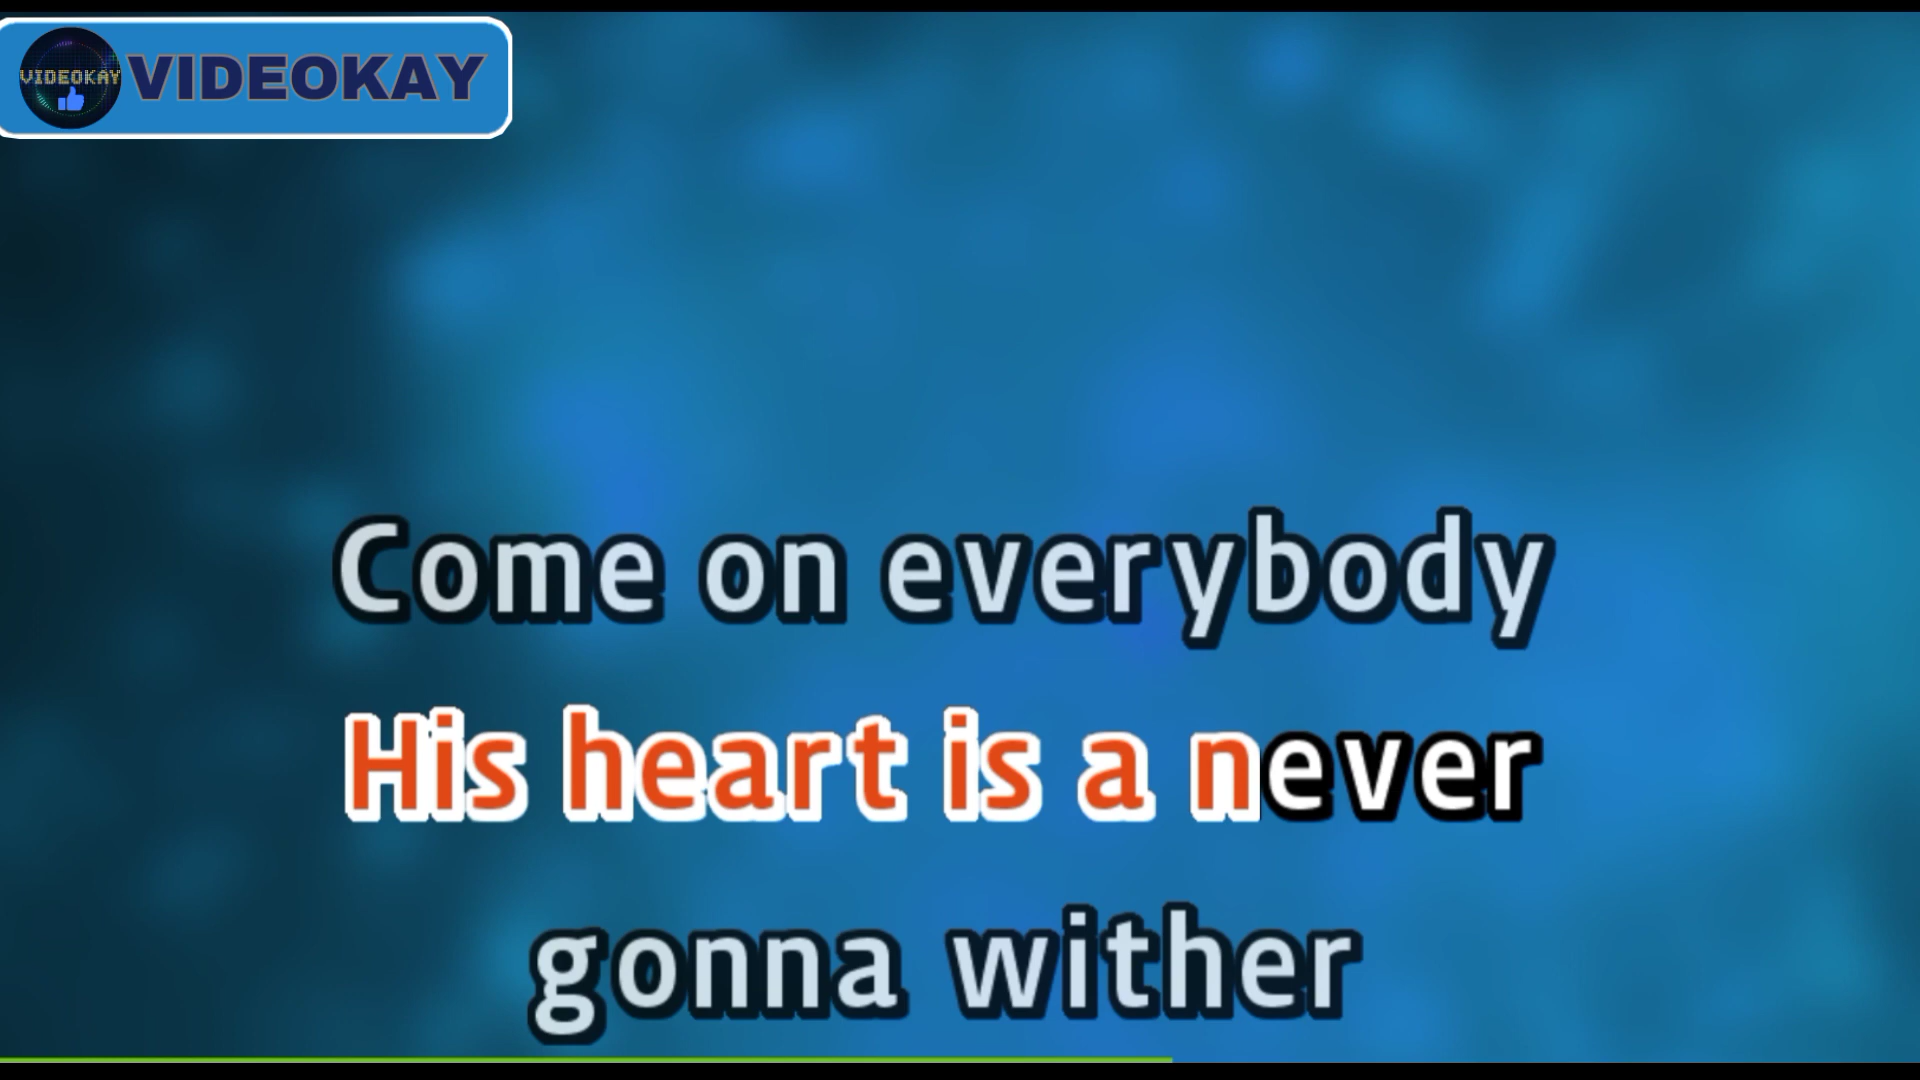 VIDEOKAY
VIDEOKAY
Come on everybody
His heart is a never
gonna wither